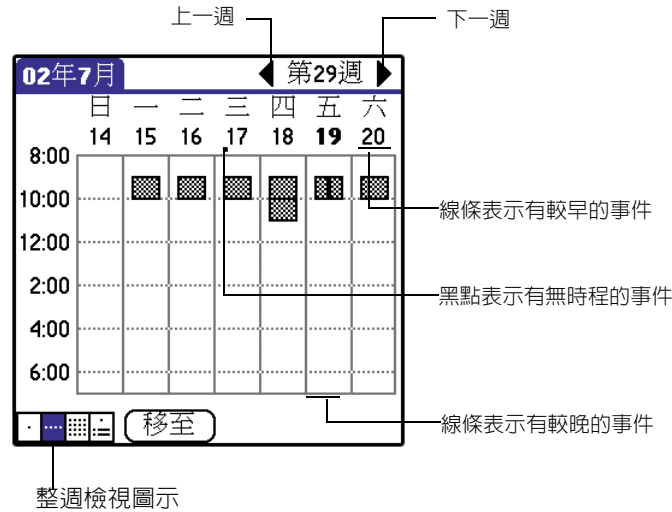 上一週
下一週
02年7月
第29週
日 一 二 三 四 五 六
14 15 16 17 18 19 20
8:00
10:00
12:00
2:00
4:00
6:00
線條表示有較早的事件
黑點表示有無時程的事件
線條表示有較晚的事件
移至
整週檢視圖示